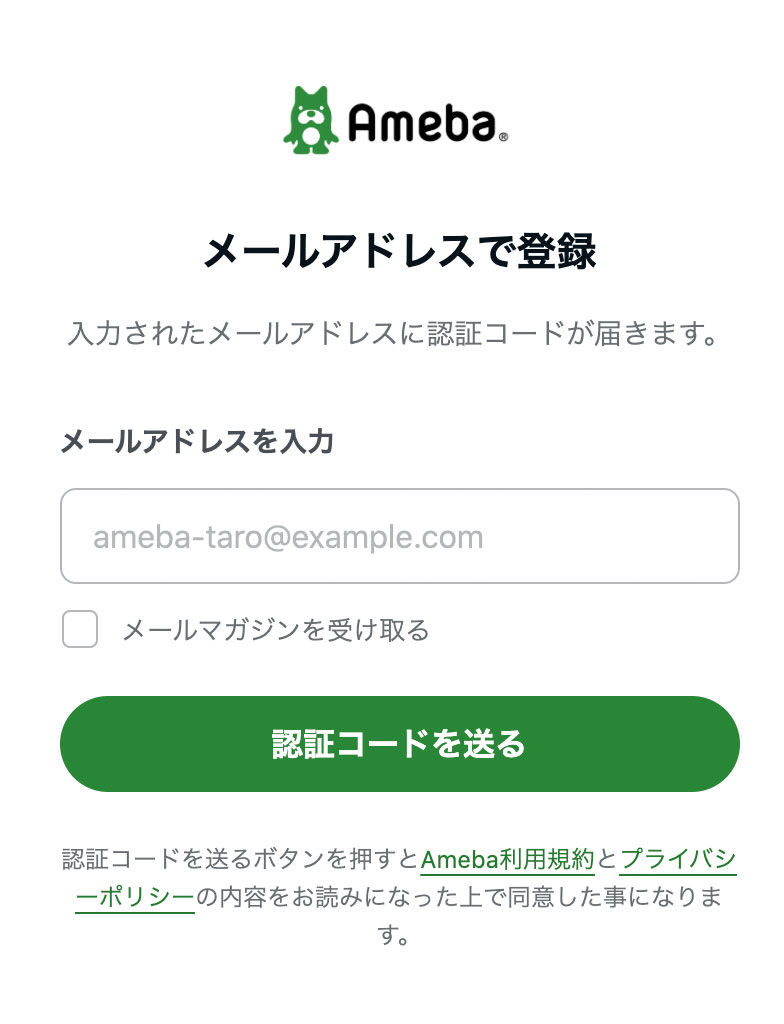 Ameba®
メールアドレスで登録
入力されたメールアドレスに認証コードが届きます。
メールアドレスを入力
ameba-taro@example.com
メールマガジンを受け取る
認証コードを送る
認証コードを送るボタンを押すとAmeba利用規約とプライバシ
ーポリシーの内容をお読みになった上で同意した事になりま
す。